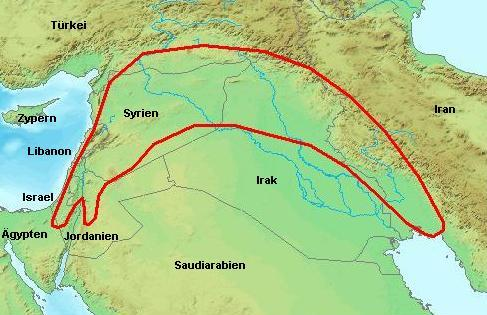 Türkei
Zypern
Syrien
Iran
Libanon
Israel
Irak
Ägypten
Jordanien
Saudiarabien